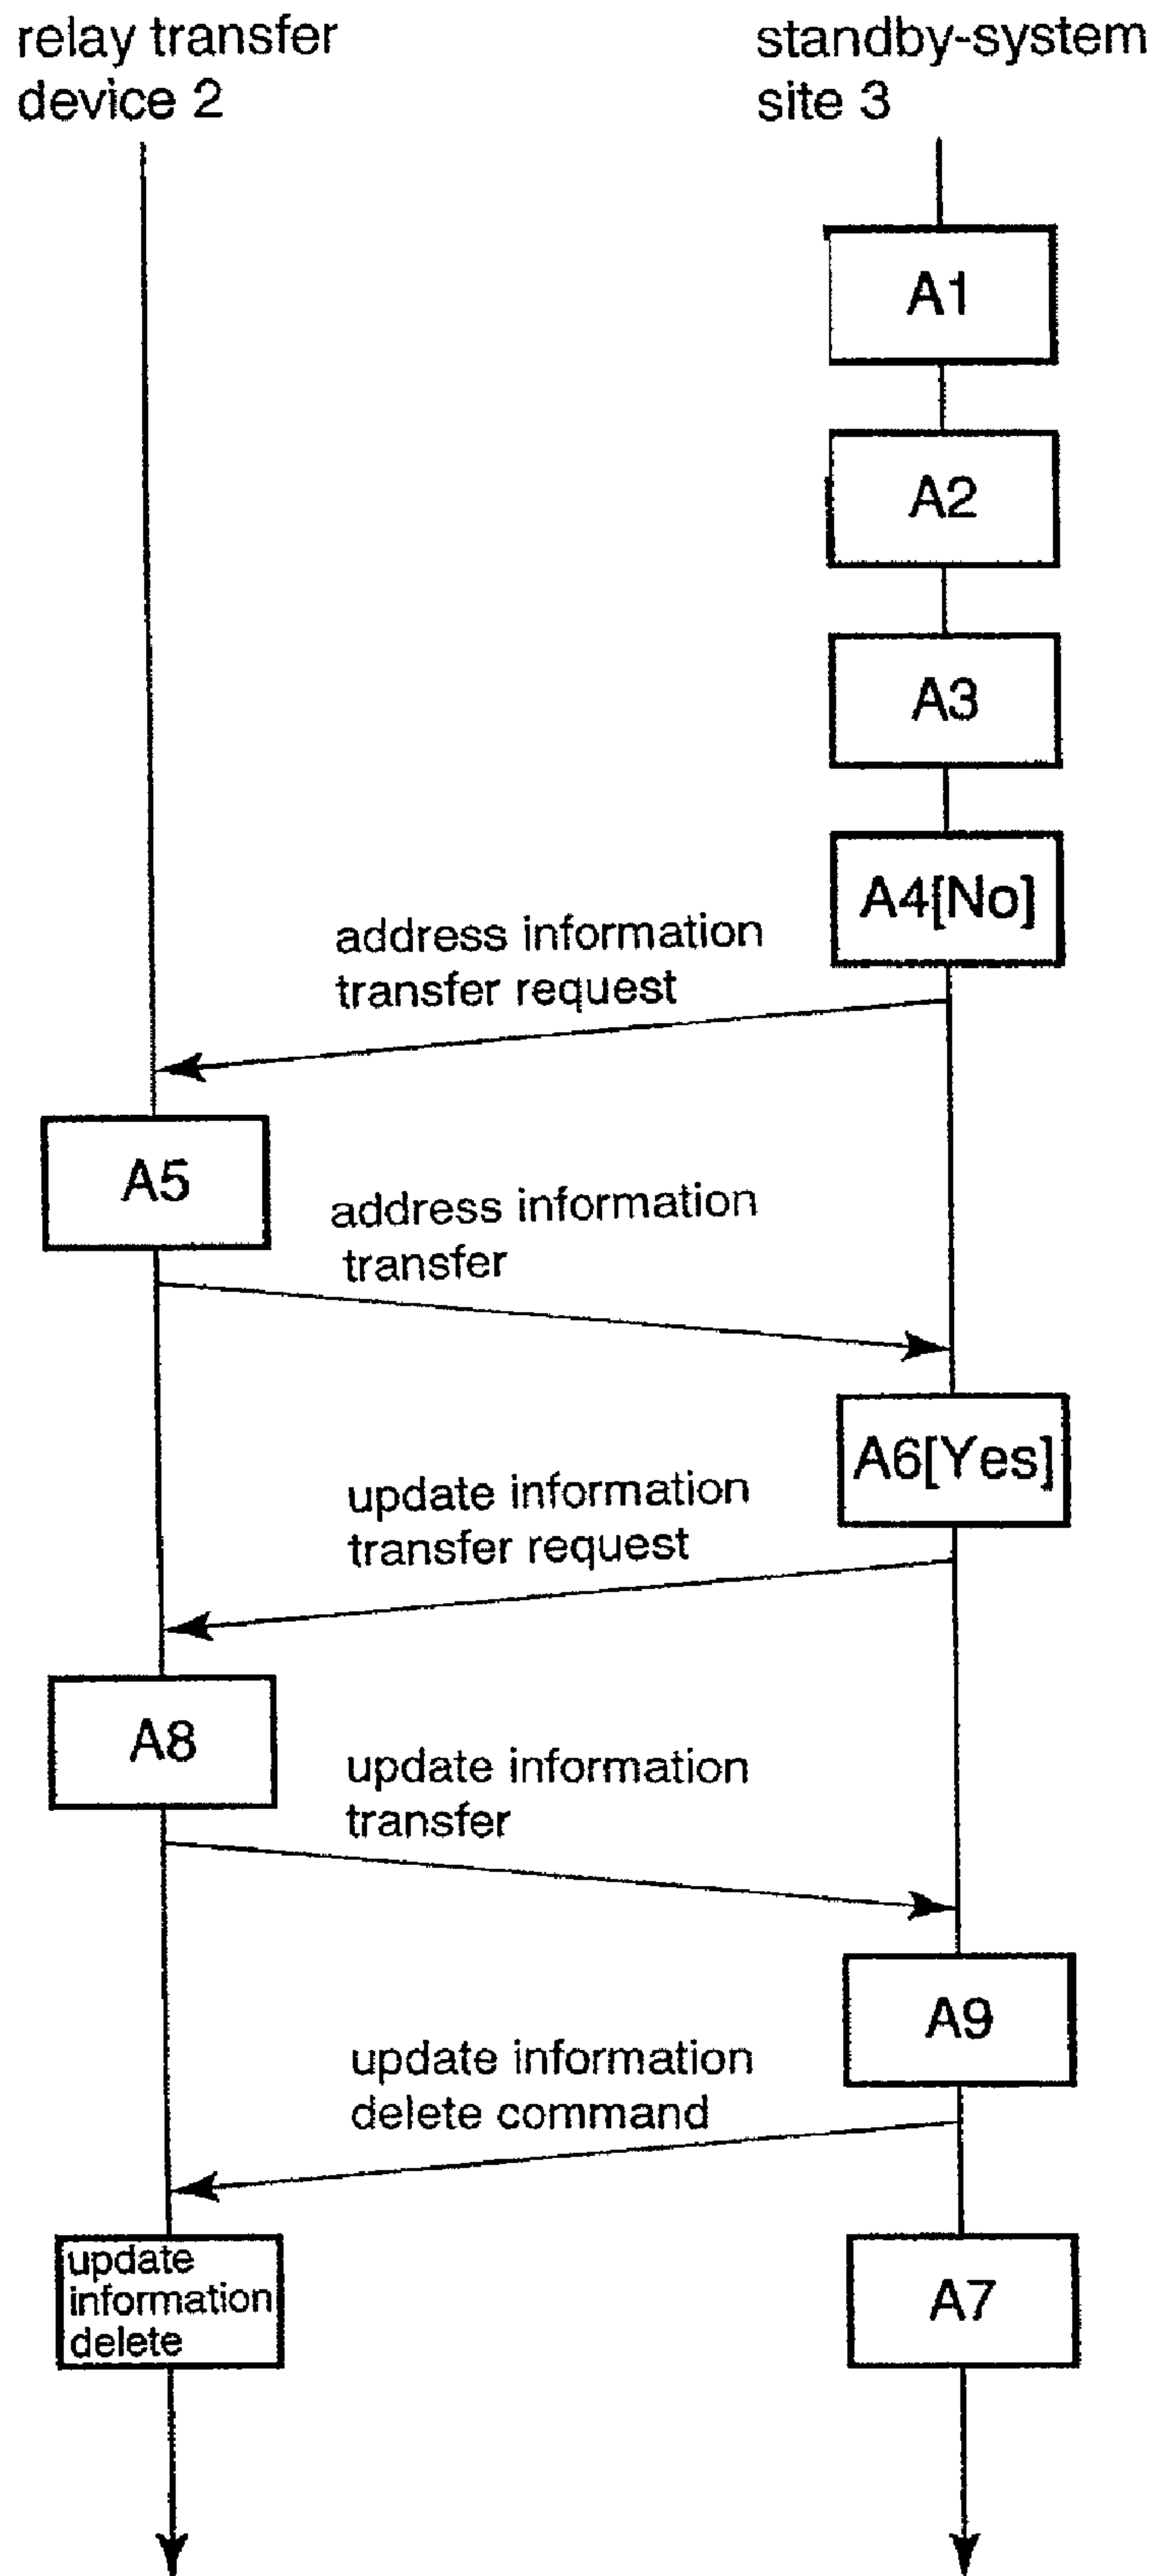 relay transfer
device 2
standby-system
site 3
A1
A2
A3
A4[No]
address information
transfer request
A5
address information
transfer
A6[Yes]
update information
transfer request
A8
update information
transfer
A9
update information
delete command
update
information
delete
A7